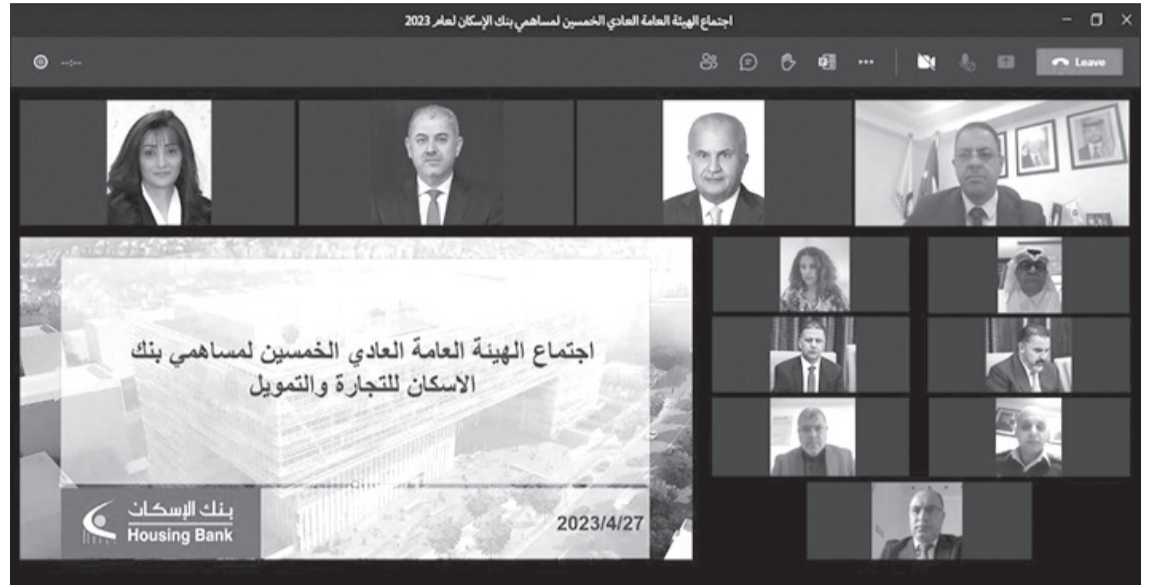 اجتماع الهيئة العامة العادي الخمسين لمساهمي بنك الإسكان لعام 2023
--:--
Leave
اجتماع الهيئة العامة العادي الخمسين لمساهمي بنك
الاسكان للتجارة والتمويل
بنك الإسكان
Housing Bank
2023/4/27